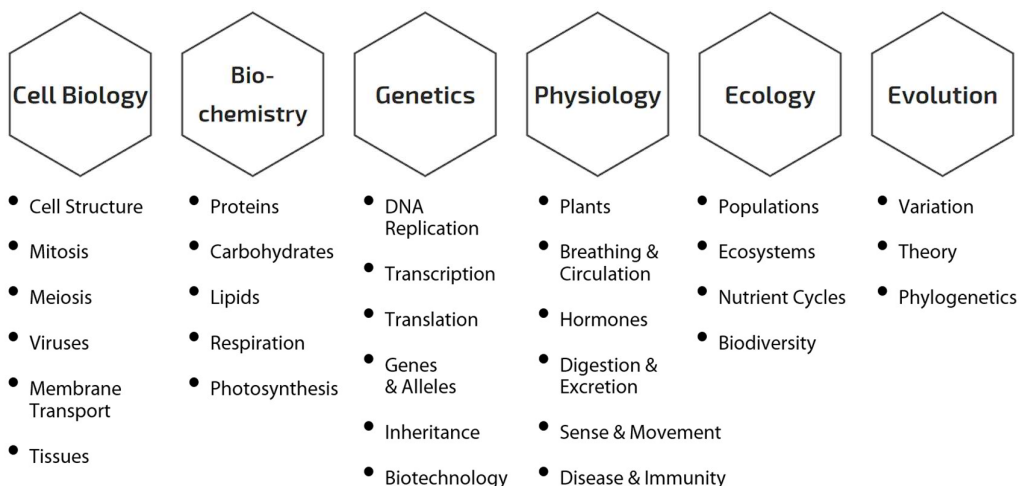 Cell Biology
Bio-
chemistry
Genetics
Physiology
Ecology
Evolution
Cell Structure
Mitosis
Meiosis
Viruses
Membrane
Transport
Tissues
Proteins
Carbohydrates
Lipids
Respiration
Photosynthesis
DNA
Replication
Transcription
Translation
Genes
& Alleles
Inheritance
Biotechnology
Plants
Breathing &
Circulation
Hormones
Digestion &
Excretion
Sense & Movement
Disease & Immunity
Populations
Ecosystems
Nutrient Cycles
Biodiversity
Variation
Theory
Phylogenetics